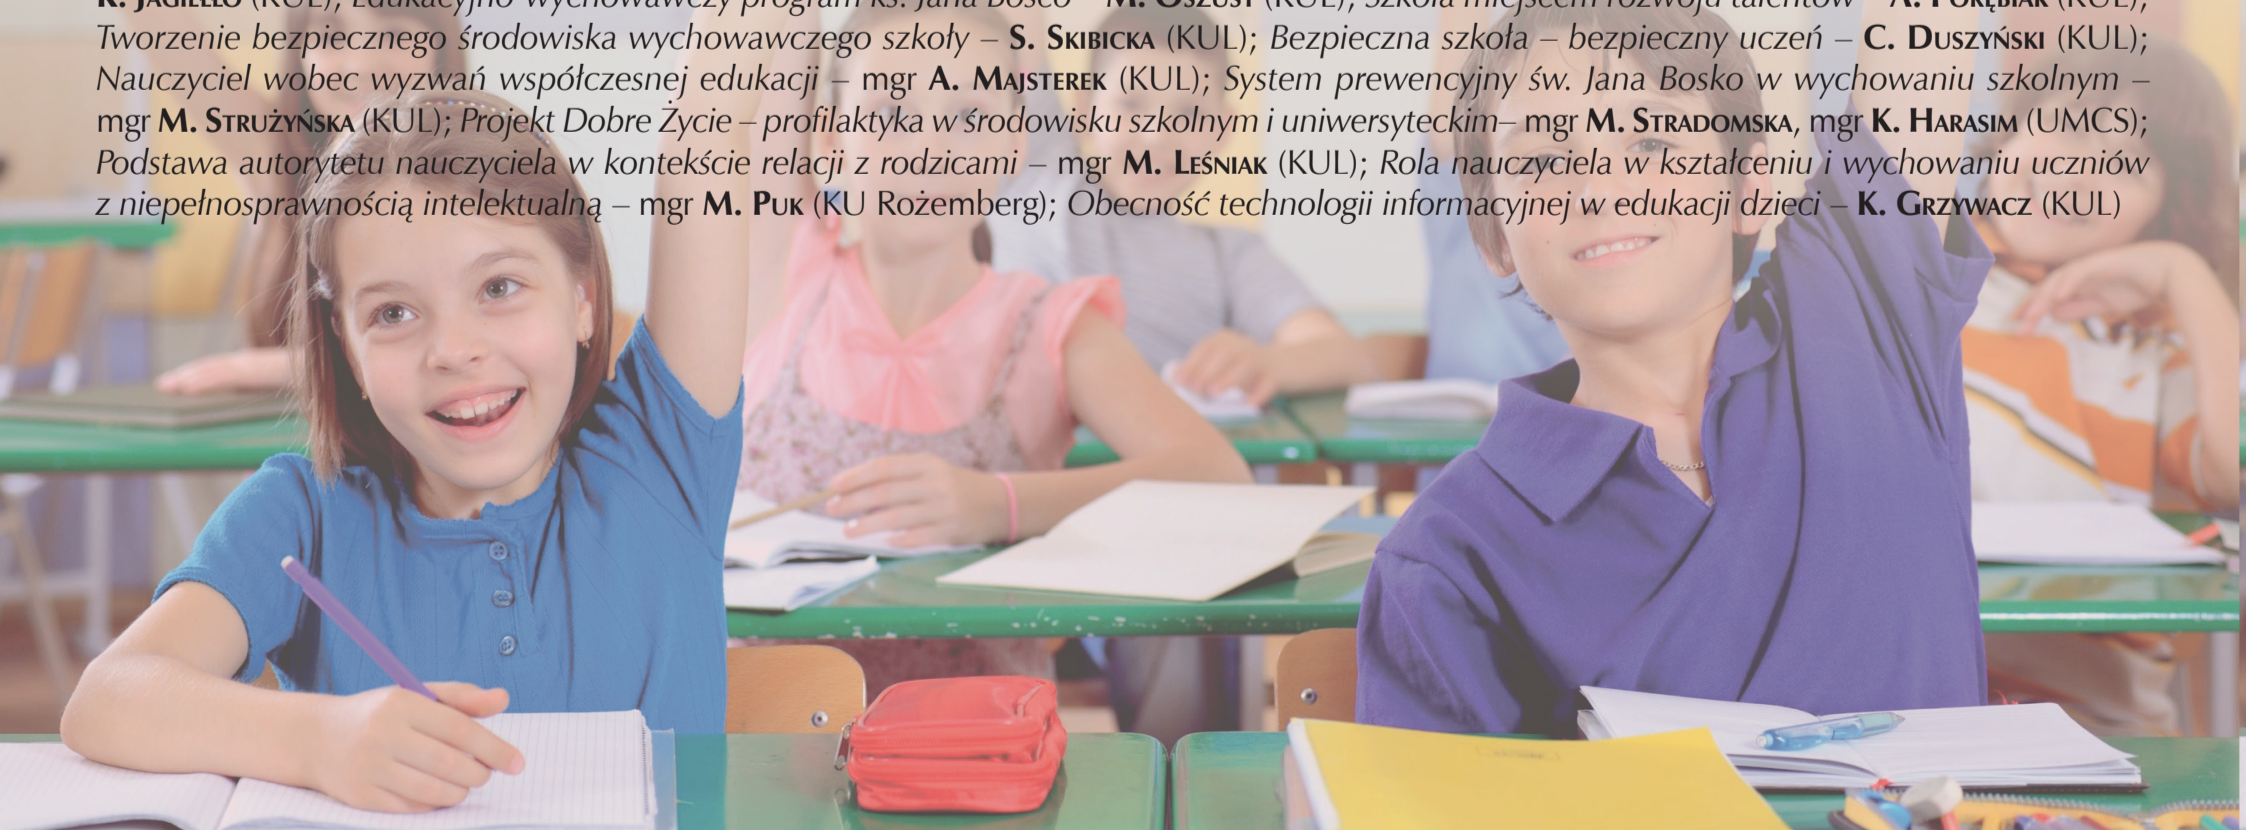 K. JAGIEŁŁO (KUL); Edukacyjno-wychowawczy program ks. Jana Bosco – M. OSZUST (KUL); Szkoła miejscem rozwoju talentów – A. PORĘBIAK (KUL);
Tworzenie bezpiecznego środowiska wychowawczego szkoły – S. SKIBICKA (KUL); Bezpieczna szkoła – bezpieczny uczeń – C. DUSZYŃSKI (KUL);
Nauczyciel wobec wyzwań współczesnej edukacji – mgr A. MAJSTEREK (KUL); System prewencyjny św. Jana Bosko w wychowaniu szkolnym –
mgr M. STRUŻYŃSKA (KUL); Projekt Dobre Życie – profilaktyka w środowisku szkolnym i uniwersyteckim– mgr M. STRADOMSKA, mgr K. HARASIM (UMCS);
Podstawa autorytetu nauczyciela w kontekście relacji z rodzicami – mgr M. LEŚNIAK (KUL); Rola nauczyciela w kształceniu i wychowaniu uczniów
z niepełnosprawnością intelektualną – mgr M. PUK (KU Rożemberg); Obecność technologii informacyjnej w edukacji dzieci – K. GRZYWACZ (KUL)